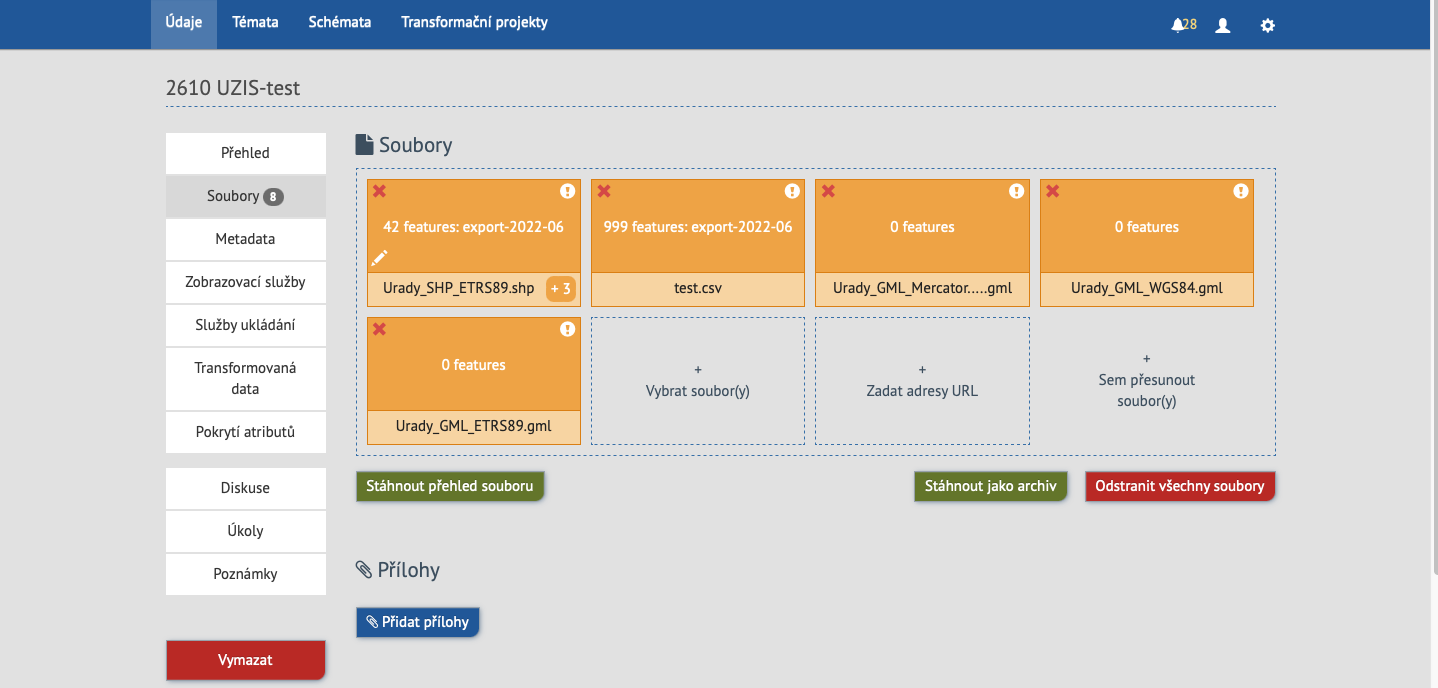 Údaje
Témata
Schémata
Transformační projekty
28
2610 UZIS-test
Přehled
Soubory 8
Metadata
Zobrazovací služby
Služby ukládání
Transformovaná
data
Pokrytí atributů
Diskuse
Úkoly
Poznámky
Vymazat
Soubory
42 features: export-2022-06
Urady_SHP_ETRS89.shp + 3
999 features: export-2022-06
test.csv
0 features
Urady_GML_Mercator.....gml
0 features
Urady_GML_WGS84.gml
0 features
Urady_GML_ETRS89.gml
+
Vybrat soubor(y)
+
Zadat adresy URL
+
Sem přesunout
soubor(y)
Stáhnout přehled souboru
Stáhnout jako archiv
Odstranit všechny soubory
Přílohy
Přidat přílohy